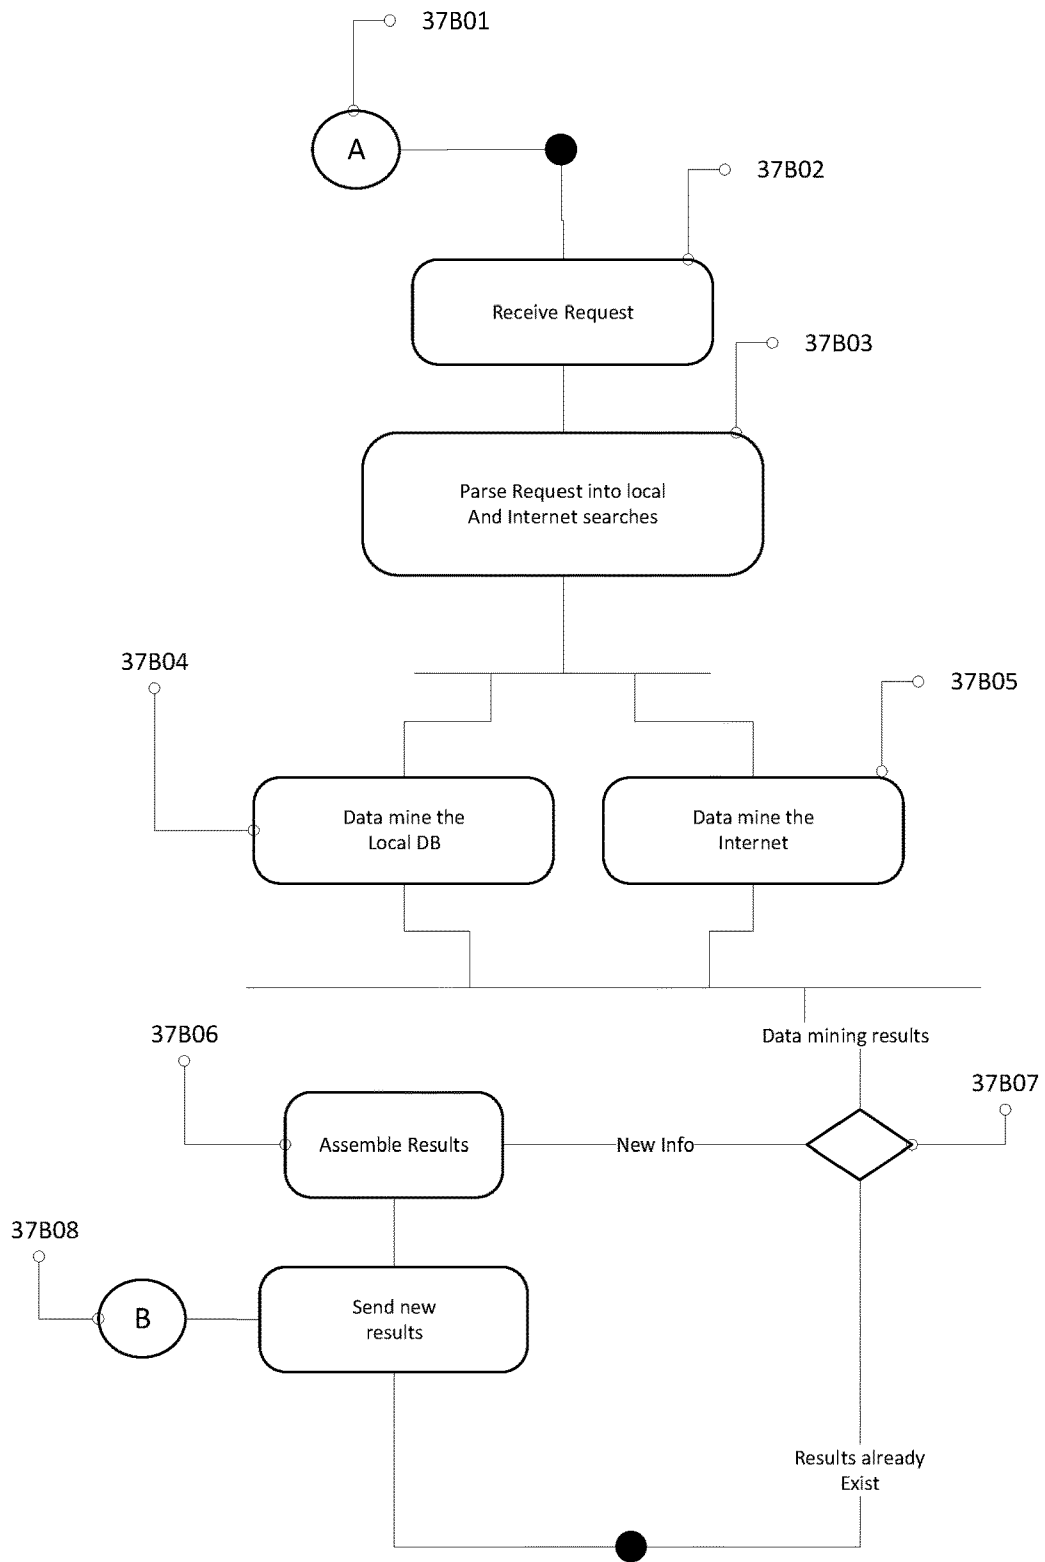 37B01
A
37B02
Receive Request
37B03
Parse Request into local
And Internet searches
37B04
37B05
Data mine the
Local DB
Data mine the
Internet
Data mining results
37B06
37B07
Assemble Results
New Info
37B08
B
Send new
results
Results already
Exist